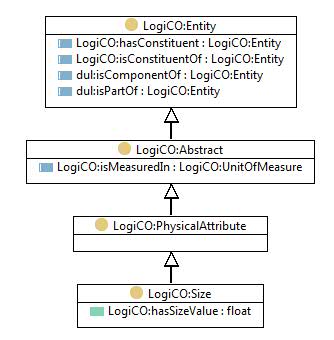 LogiCO:Entity
LogiCO:hasConstituent : LogiCO:Entity
LogiCO:isConstituentOf : LogiCO:Entity
dul:isComponentOf : LogiCO:Entity
dul:isPartOf : LogiCO:Entity
LogiCO:Abstract
LogiCO:isMeasuredIn : LogiCO:UnitOfMeasure
LogiCO:PhysicalAttribute
LogiCO:Size
LogiCO:hasSizeValue : float